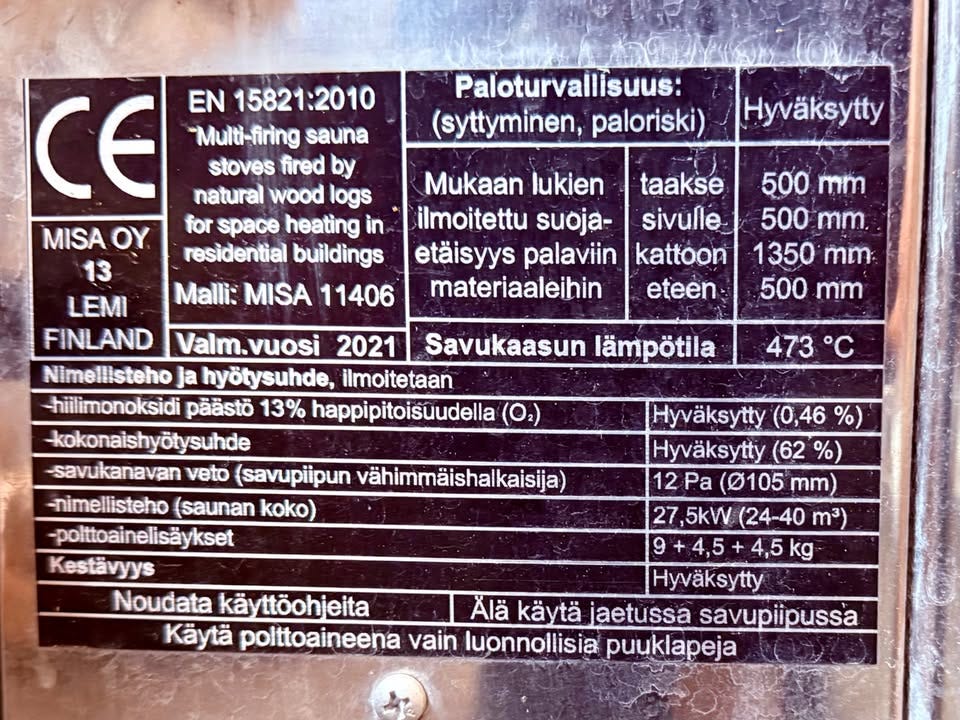 CE
MISA OY
13
LEMI
FINLAND
EN 15821:2010
Multi-firing sauna
stoves fired by
natural wood logs
for space heating in
residential buildings
Malli: MISA 11406
Valm.vuosi 2021
Paloturvallisuus:
(syttyminen, paloriski)
Hyväksytty
Mukaan lukien
ilmoitettu suoja-
etäisyys palaviin
materiaaleihin
taakse 500 mm
sivulle 500 mm
kattoon 1350 mm
eteen 500 mm
Savukaasun lämpötila 473 °C
Nimellisteho ja hyötysuhde, ilmoitetaan
-hiilimonoksidi päästö 13% happipitoisuudella (O₂) Hyväksytty (0,46 %)
-kokonaishyötysuhde Hyväksytty (62 %)
-savukanavan veto (savupiipun vähimmäishalkaisija) 12 Pa (Ø105 mm)
-nimellisteho (saunan koko) 27,5kW (24-40 m³)
-polttoainelisäykset 9 + 4,5 + 4,5 kg
Kestävyys Hyväksytty
Noudata käyttöohjeita Älä käytä jaetussa savupiipussa
Käytä polttoaineena vain luonnollisia puuklapeja